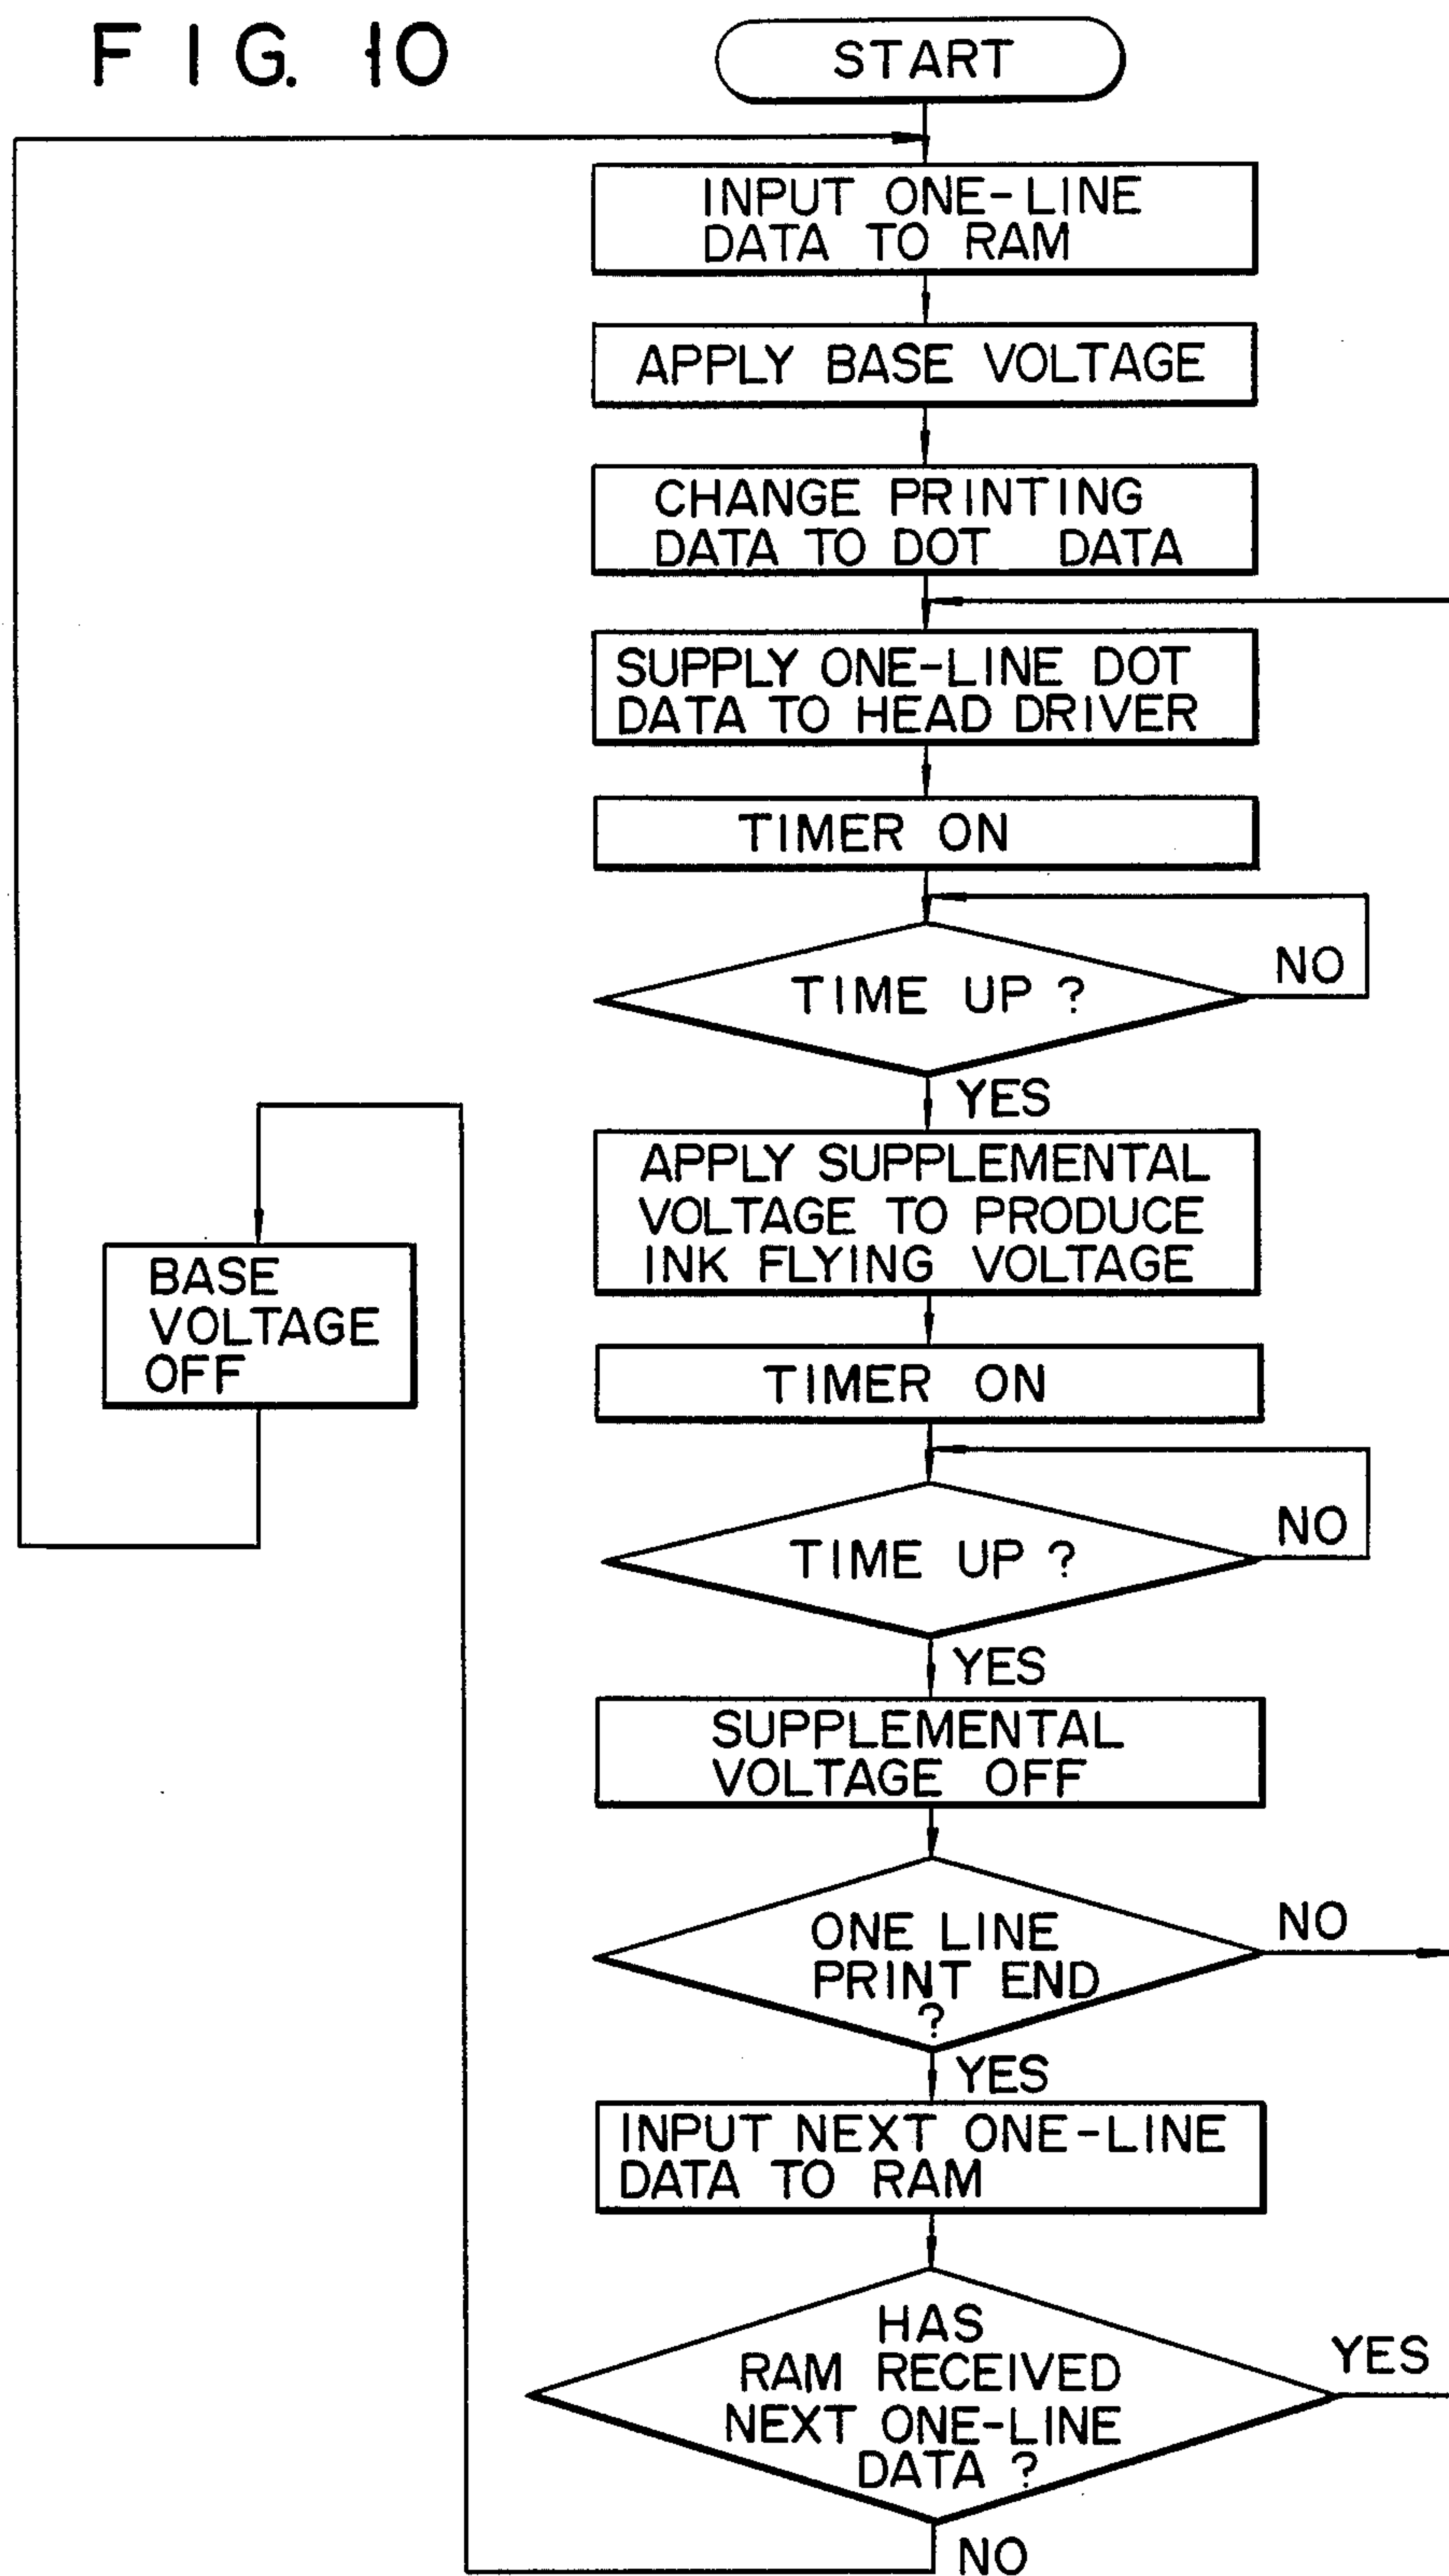 FIG. 10
START
INPUT ONE-LINE
DATA TO RAM
APPLY BASE VOLTAGE
CHANGE PRINTING
DATA TO DOT DATA
SUPPLY ONE-LINE DOT
DATA TO HEAD DRIVER
TIMER ON
TIME UP ?
NO
YES
APPLY SUPPLEMENTAL
VOLTAGE TO PRODUCE
INK FLYING VOLTAGE
BASE
VOLTAGE
OFF
TIMER ON
TIME UP ?
NO
YES
SUPPLEMENTAL
VOLTAGE OFF
ONE LINE
PRINT END
?
NO
YES
INPUT NEXT ONE-LINE
DATA TO RAM
HAS
RAM RECEIVED
NEXT ONE-LINE
DATA ?
YES
NO